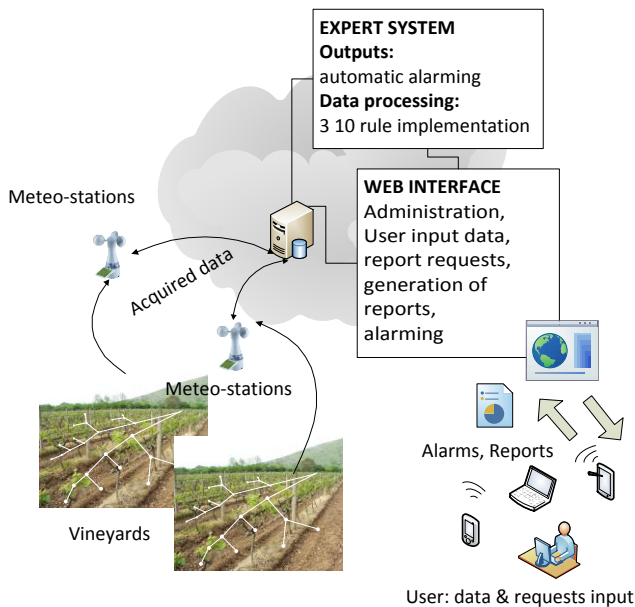 EXPERT SYSTEM
Outputs:
automatic alarming
Data processing:
3 10 rule implementation
WEB INTERFACE
Administration,
User input data,
report requests,
generation of
reports,
alarming
Meteo-stations
Acquired data
Meteo-stations
Vineyards
Alarms, Reports
User: data & requests input